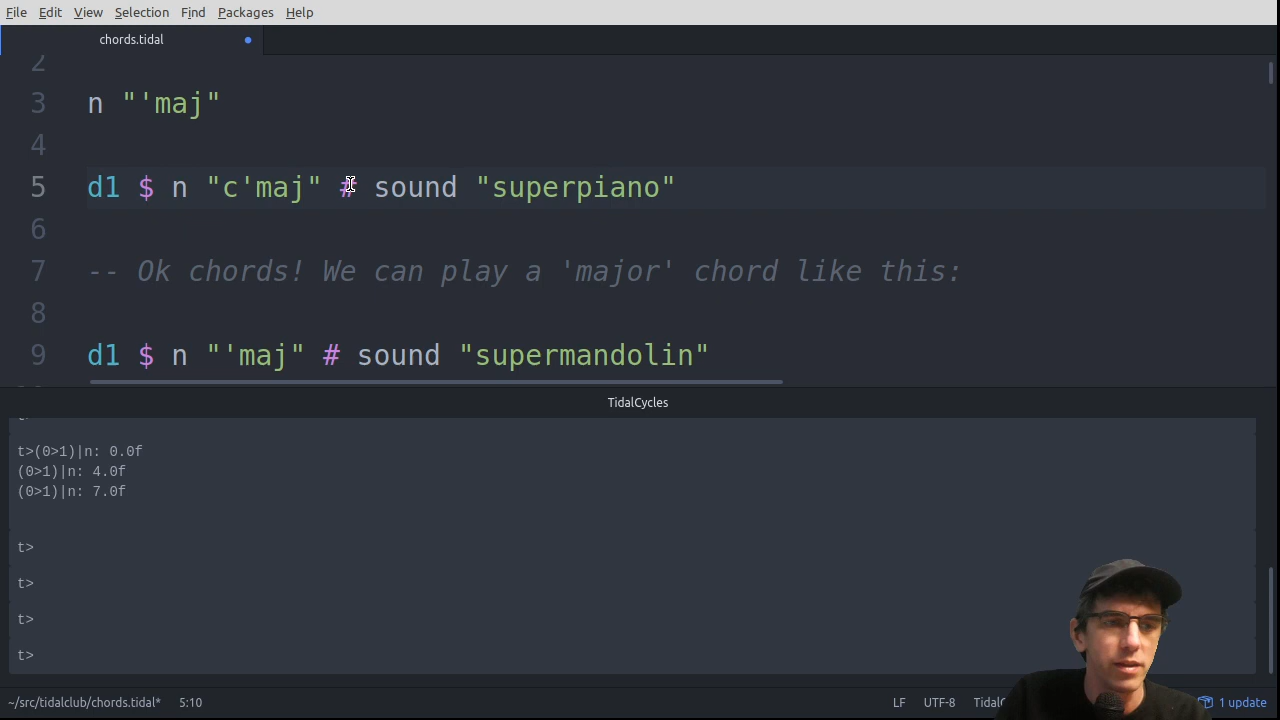 File Edit View Selection Find Packages Help
chords.tidal
2
3 n "'maj"
4
5 d1 $ n "c'maj" # sound "superpiano"
6
7 -- Ok chords! We can play a 'major' chord like this:
8
9 d1 $ n "'maj" # sound "supermandolin"
TidalCycles
t>(0>1)|n: 0.0f
(0>1)|n: 4.0f
(0>1)|n: 7.0f
t>
t>
t>
t>
~/src/tidalclub/chords.tidal* 5:10 LF UTF-8 TidalC 1 update